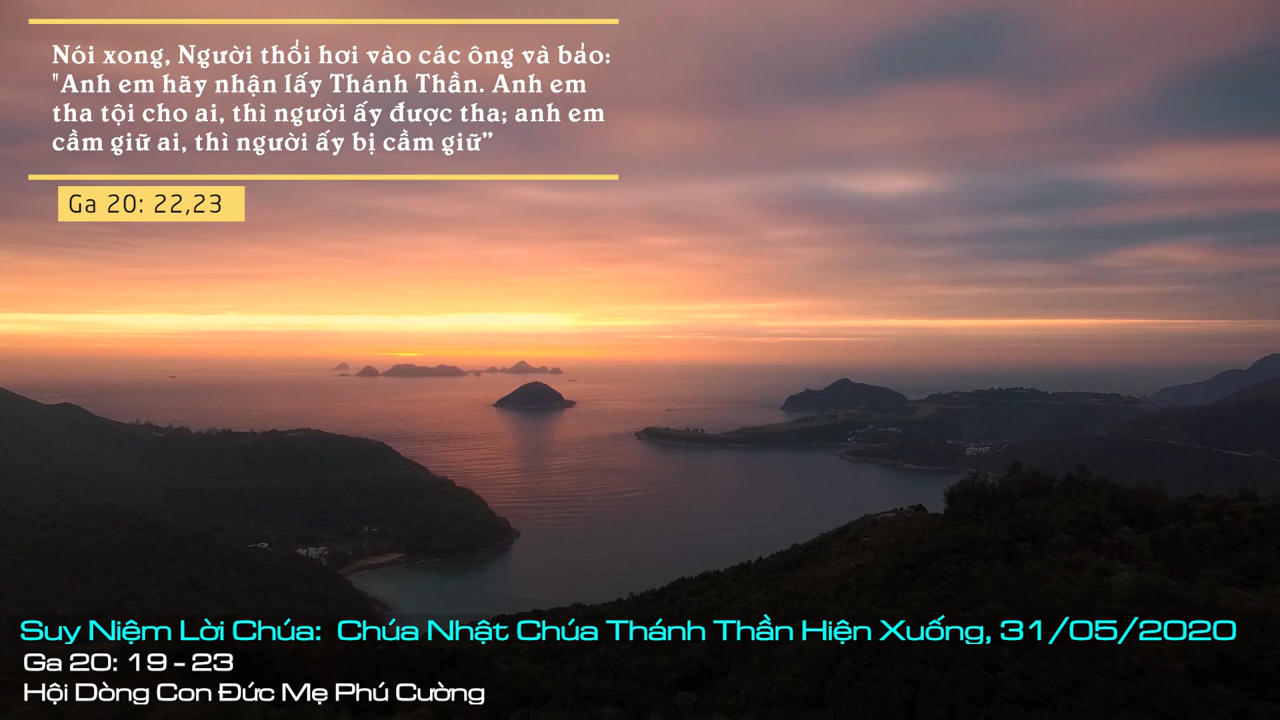 Nói xong, Người thổi hơi vào các ông và bảo:
"Anh em hãy nhận lấy Thánh Thần. Anh em
tha tội cho ai, thì người ấy được tha; anh em
cầm giữ ai, thì người ấy bị cầm giữ”
Ga 20: 22,23
Suy Niệm Lời Chúa: Chúa Nhật Chúa Thánh Thần Hiện Xuống, 31/05/2020
Ga 20: 19 - 23
Hội Dòng Con Đức Mẹ Phú Cường